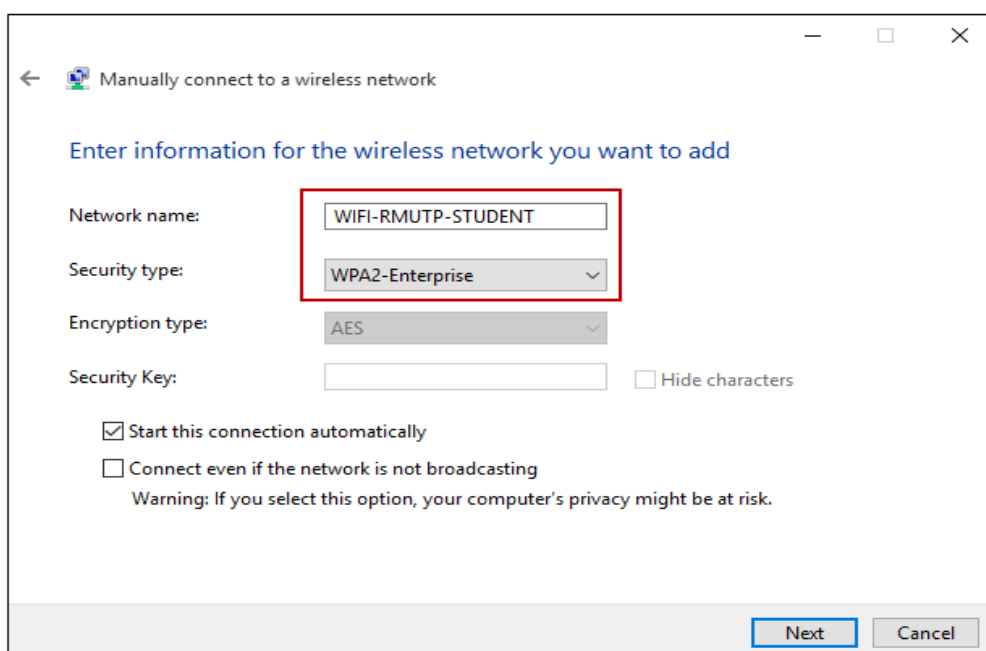 Manually connect to a wireless network
Enter information for the wireless network you want to add
Network name: WIFI-RMUTP-STUDENT
Security type: WPA2-Enterprise
Encryption type: AES
Security Key: Hide characters
Start this connection automatically
Connect even if the network is not broadcasting
Warning: If you select this option, your computer's privacy might be at risk.
Next Cancel